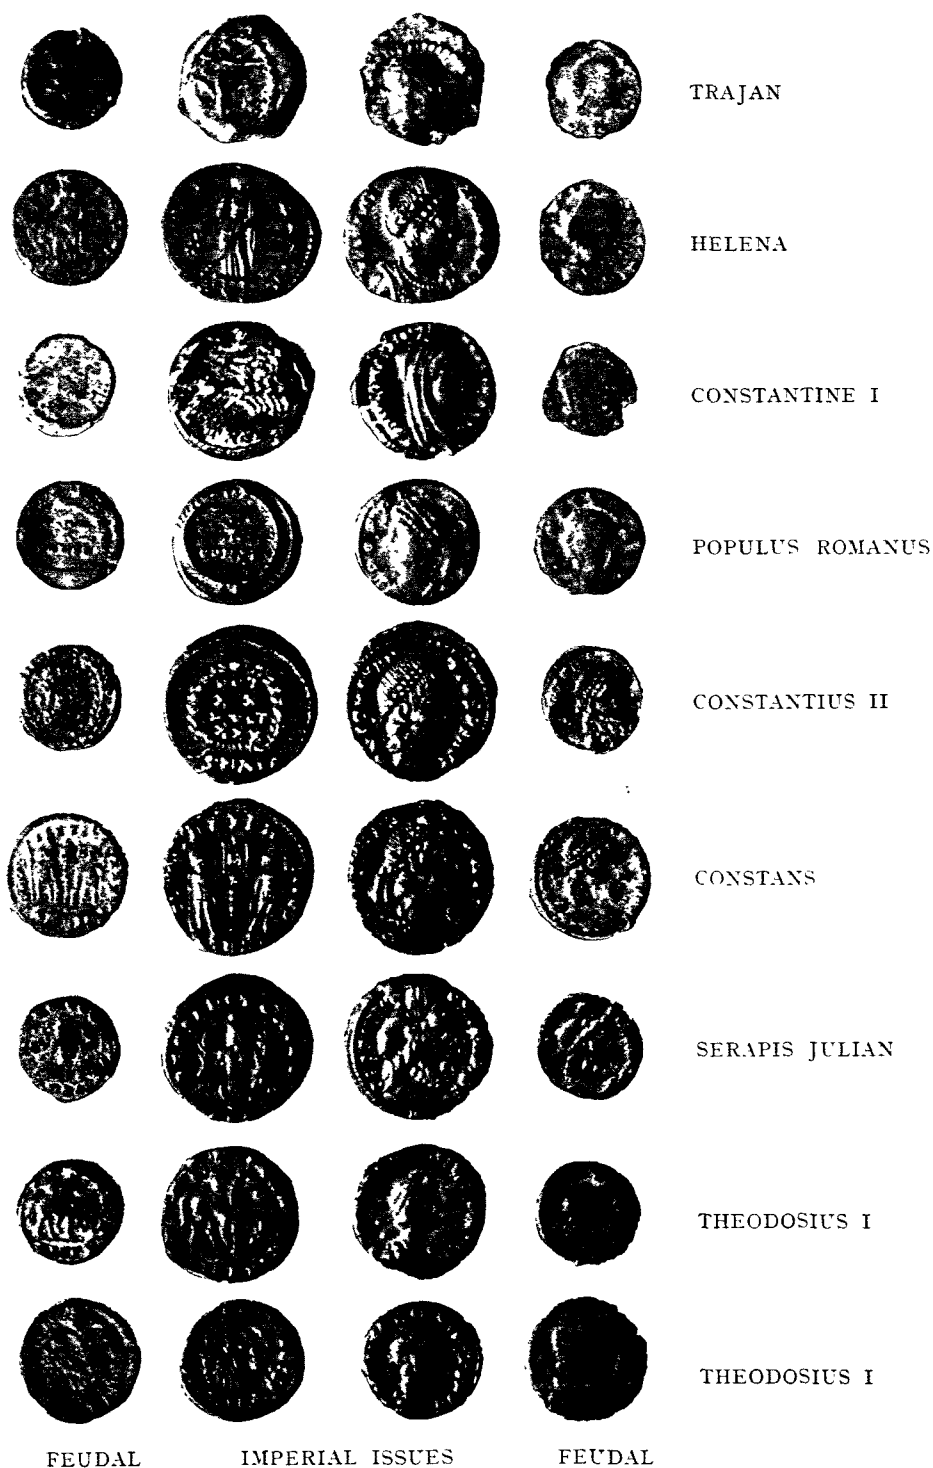 TRAJAN
HELENA
CONSTANTINE I
POPULUS ROMANUS
CONSTANTIUS II
CONSTANS
SERAPIS JULIAN
THEODOSIUS I
THEODOSIUS I
FEUDAL IMPERIAL ISSUES FEUDAL